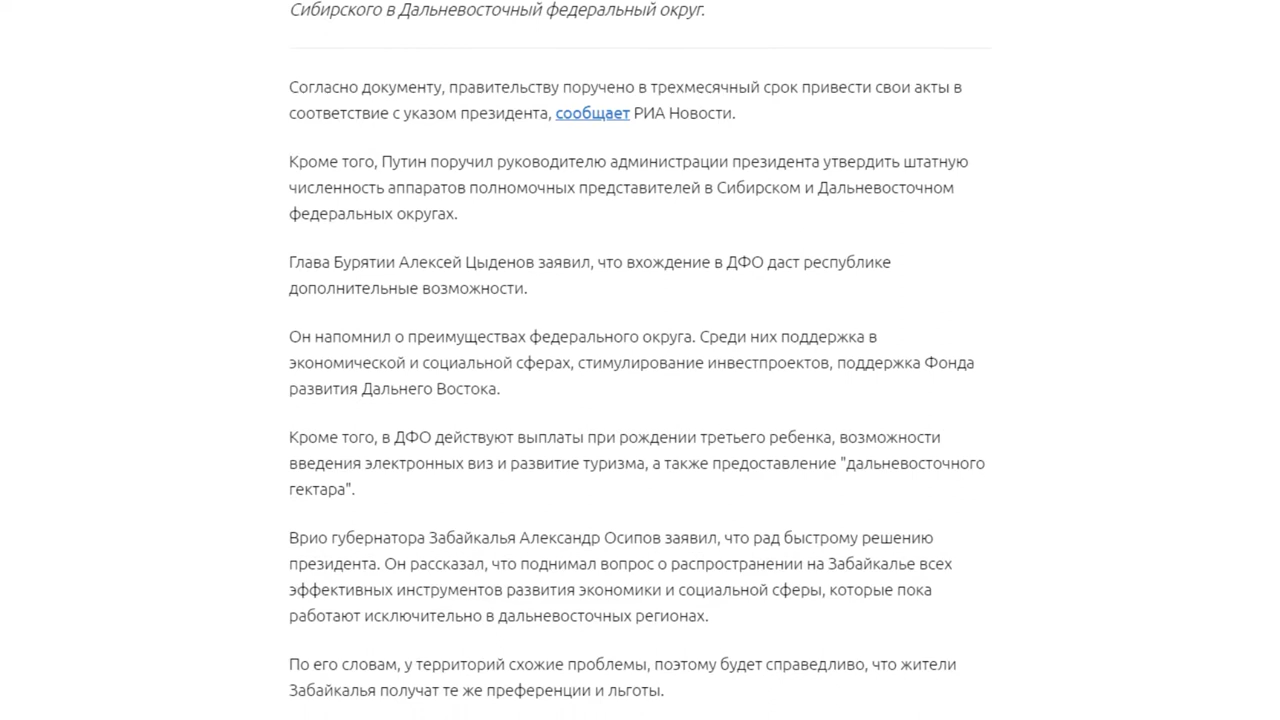 Сибирского в Дальневосточный федеральный округ.
Согласно документу, правительству поручено в трехмесячный срок привести свои акты в
соответствие с указом президента, сообщает РИА Новости.
Кроме того, Путин поручил руководителю администрации президента утвердить штатную
численность аппаратов полномочных представителей в Сибирском и Дальневосточном
федеральных округах.
Глава Бурятии Алексей Цыденов заявил, что вхождение в ДФО даст республике
дополнительные возможности.
Он напомнил о преимуществах федерального округа. Среди них поддержка в
экономической и социальной сферах, стимулирование инвестпроектов, поддержка Фонда
развития Дальнего Востока.
Кроме того, в ДФО действуют выплаты при рождении третьего ребенка, возможности
введения электронных виз и развитие туризма, а также предоставление "дальневосточного
гектара".
Врио губернатора Забайкалья Александр Осипов заявил, что рад быстрому решению
президента. Он рассказал, что поднимал вопрос о распространении на Забайкалье всех
эффективных инструментов развития экономики и социальной сферы, которые пока
работают исключительно в дальневосточных регионах.
По его словам, у территорий схожие проблемы, поэтому будет справедливо, что жители
Забайкалья получат те же преференции и льготы.